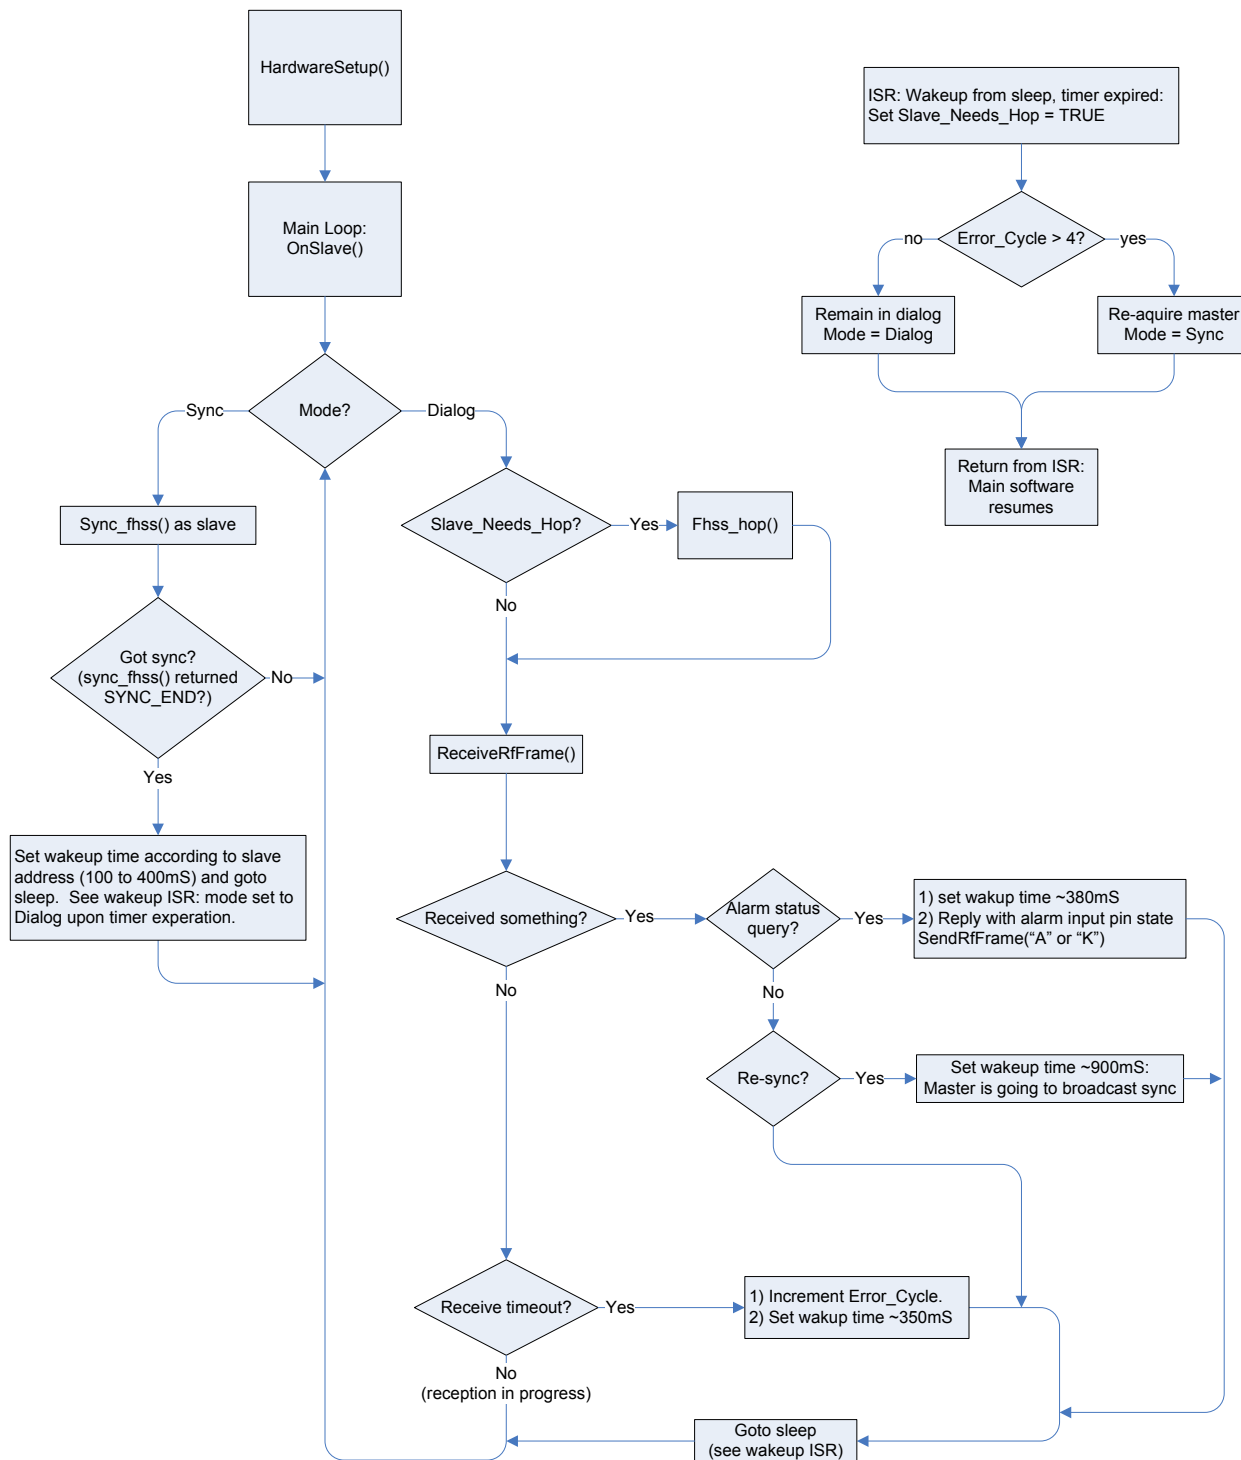 HardwareSetup()
Main Loop:
OnSlave()
Mode?
Sync
Dialog
Sync_fhss() as slave
Got sync?
(sync_fhss() returned
SYNC_END?)
No
Yes
Set wakeup time according to slave
address (100 to 400mS) and goto
sleep.  See wakeup ISR: mode set to
Dialog upon timer experation.
Slave_Needs_Hop?
Yes
Fhss_hop()
No
ReceiveRfFrame()
Received something?
Yes
Alarm status
query?
Yes
1) set wakup time ~380mS
2) Reply with alarm input pin state
SendRfFrame(“A” or “K”)
No
No
Re-sync?
Yes
Set wakeup time ~900mS:
Master is going to broadcast sync
Receive timeout?
Yes
1) Increment Error_Cycle.
2) Set wakup time ~350mS
No
(reception in progress)
Goto sleep
(see wakeup ISR)
ISR: Wakeup from sleep, timer expired:
Set Slave_Needs_Hop = TRUE
no
Error_Cycle > 4?
yes
Remain in dialog
Mode = Dialog
Re-aquire master
Mode = Sync
Return from ISR:
Main software
resumes